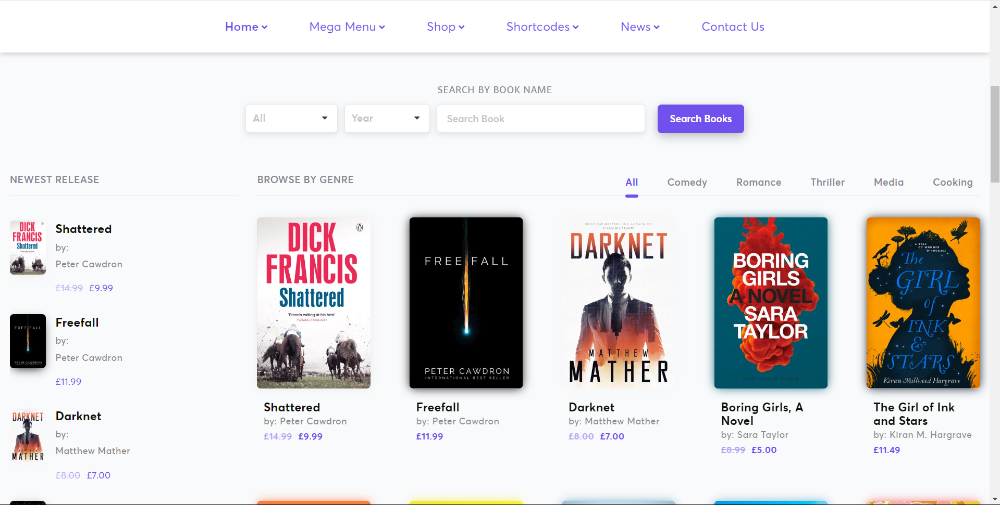 Home
Mega Menu
Shop
Shortcodes
News
Contact Us
SEARCH BY BOOK NAME
All
Year
Search Book
Search Books
NEWEST RELEASE
Shattered
by:
Peter Cawdron
£14.99 £9.99
Freefall
by:
Peter Cawdron
£11.99
Darknet
by:
Matthew Mather
£8.00 £7.00
DICK
FRANCIS
Shattered
FREE FALL
PETER CAWDRON
DARKNET
MATHER
BROWSE BY GENRE
All
Comedy
Romance
Thriller
Media
Cooking
DICK
FRANCIS
Shattered
'Francis writing at his best'
EVENING STANDARD
Shattered
by: Peter Cawdron
£14.99 £9.99
FREE FALL
PETER CAWDRON
INTERNATIONAL BEST SELLER
Freefall
by: Peter Cawdron
£11.99
FROM THE BESTSELLING AUTHOR OF
CYBERSTORM
DARKNET
MATTHEW
MATHER
Darknet
by: Matthew Mather
£8.00 £7.00
BORING
GIRLS
A NOVEL
SARA
TAYLOR
Boring Girls, A
Novel
by: Sara Taylor
£8.99 £5.00
A TALE
OF WONDER
& COURAGE
The
GIRL
of
INK
&
STARS
Kiran Millwood Hargrave
The Girl of Ink
and Stars
by: Kiran M. Hargrave
£11.49